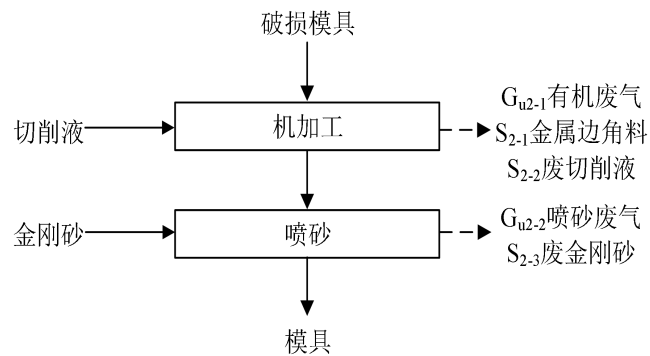 破损模具
切削液
机加工
Gu2-1有机废气
S2-1金属边角料
S2-2废切削液
金刚砂
喷砂
Gu2-2喷砂废气
S2-3废金刚砂
模具